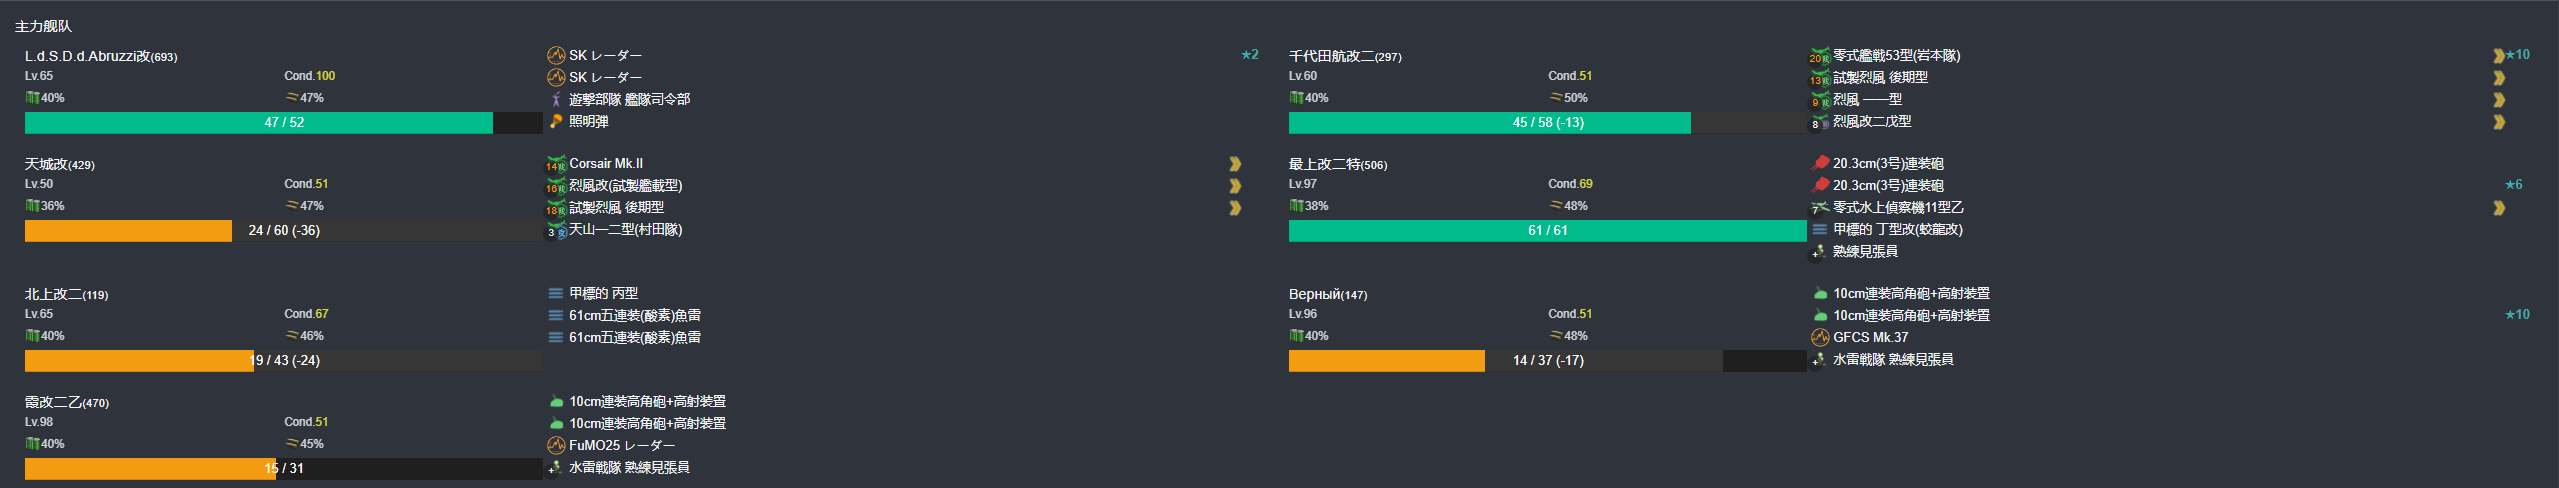 主力舰队
L.d.S.D.d.Abruzzi改(693)
Lv.65 Cond.100
40% 47%
47 / 52
SK レーダー ★2
SK レーダー
遊撃部隊 艦隊司令部
照明弾
千代田航改二(297)
Lv.60 Cond.51
40% 50%
45 / 58 (-13)
20 零式艦戦53型(岩本隊) ★10
13 試製烈風 後期型
9 烈風 一一型
8 烈風改二戊型
天城改(429)
Lv.50 Cond.51
36% 47%
24 / 60 (-36)
14 Corsair Mk.II
16 烈風改(試製艦載型)
18 試製烈風 後期型
3 天山一二型(村田隊)
最上改二特(506)
Lv.97 Cond.69
38% 48%
61 / 61
20.3cm(3号)連装砲
20.3cm(3号)連装砲 ★6
7 零式水上偵察機11型乙
甲標的 丁型改(蛟龍改)
+ 熟練見張員
北上改二(119)
Lv.65 Cond.67
40% 46%
19 / 43 (-24)
甲標的 丙型
61cm五連装(酸素)魚雷
61cm五連装(酸素)魚雷
Верный(147)
Lv.96 Cond.51
40% 48%
14 / 37 (-17)
10cm連装高角砲+高射装置
10cm連装高角砲+高射装置 ★10
GFCS Mk.37
+ 水雷戦隊 熟練見張員
霞改二乙(470)
Lv.98 Cond.51
40% 45%
15 / 31
10cm連装高角砲+高射装置
10cm連装高角砲+高射装置
FuMO25 レーダー
+ 水雷戦隊 熟練見張員